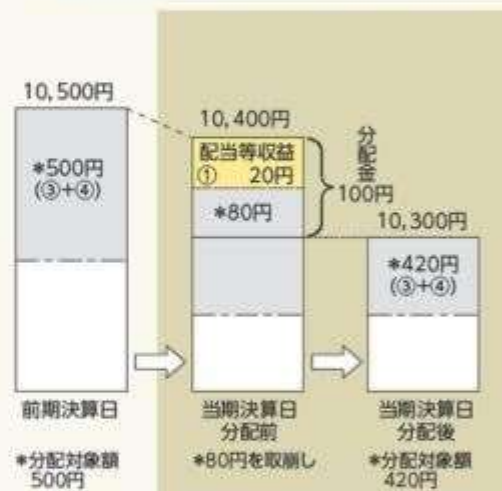 10,500円
*500円
(③+④)
前期決算日
*分配対象額
500円
10,400円
配当等収益
① 20円
*80円
分配金
100円
当期決算日
分配前
*80円を取崩し
10,300円
*420円
(③+④)
当期決算日
分配後
*分配対象額
420円